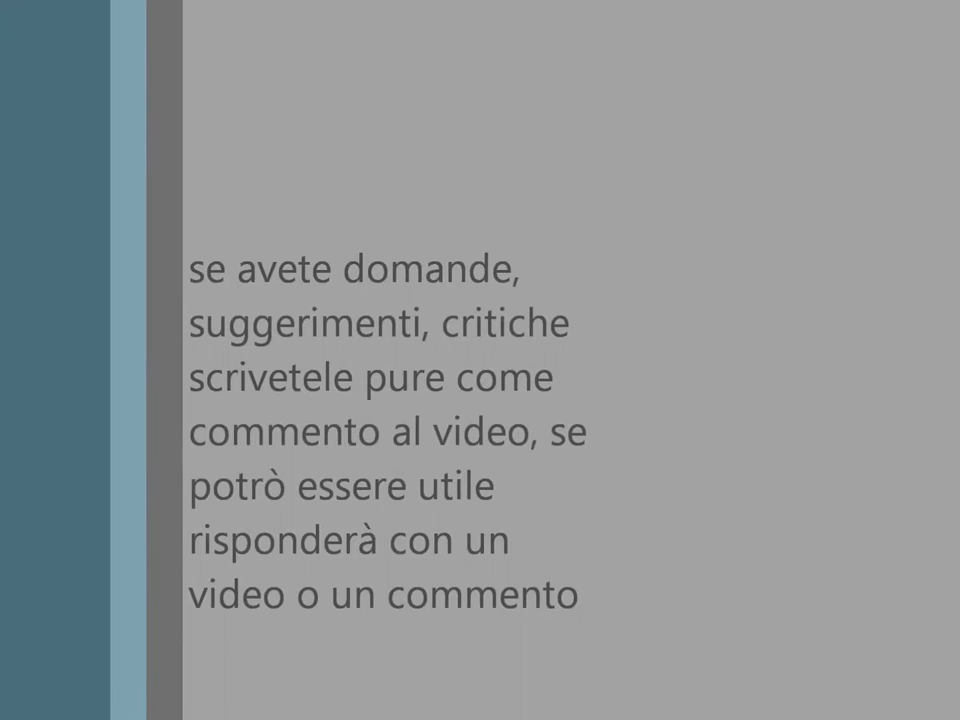 se avete domande,
suggerimenti, critiche
scrivetele pure come
commento al video, se
potrò essere utile
risponderà con un
video o un commento